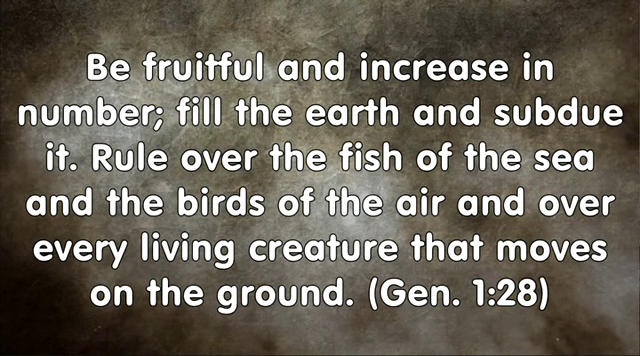 Be fruitful and increase in
number; fill the earth and subdue
it. Rule over the fish of the sea
and the birds of the air and over
every living creature that moves
on the ground. (Gen. 1:28)